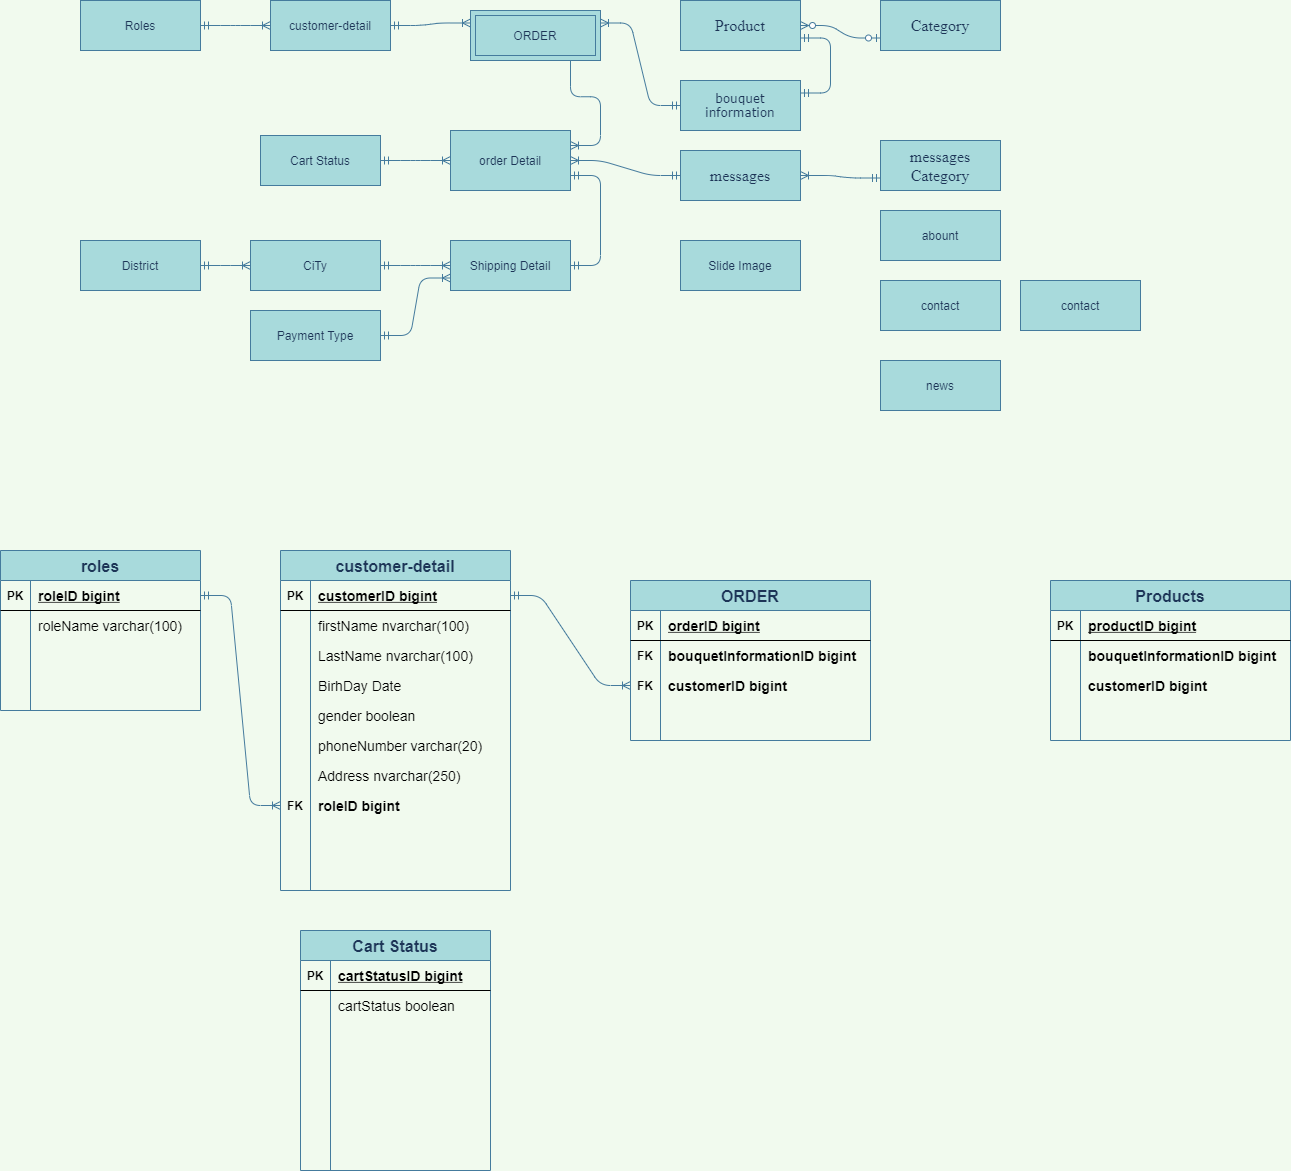 Roles
customer-detail
ORDER
Product
Category
bouquet
information
Cart Status
order Detail
messages
messages
Category
abount
District
CiTy
Shipping Detail
Slide Image
contact
contact
Payment Type
news
roles
PK roleID bigint
roleName varchar(100)
customer-detail
PK customerID bigint
firstName nvarchar(100)
LastName nvarchar(100)
BirhDay Date
gender boolean
phoneNumber varchar(20)
Address nvarchar(250)
FK roleID bigint
ORDER
PK orderID bigint
FK bouquetInformationID bigint
FK customerID bigint
Products
PK productID bigint
bouquetInformationID bigint
customerID bigint
Cart Status
PK cartStatusID bigint
cartStatus boolean